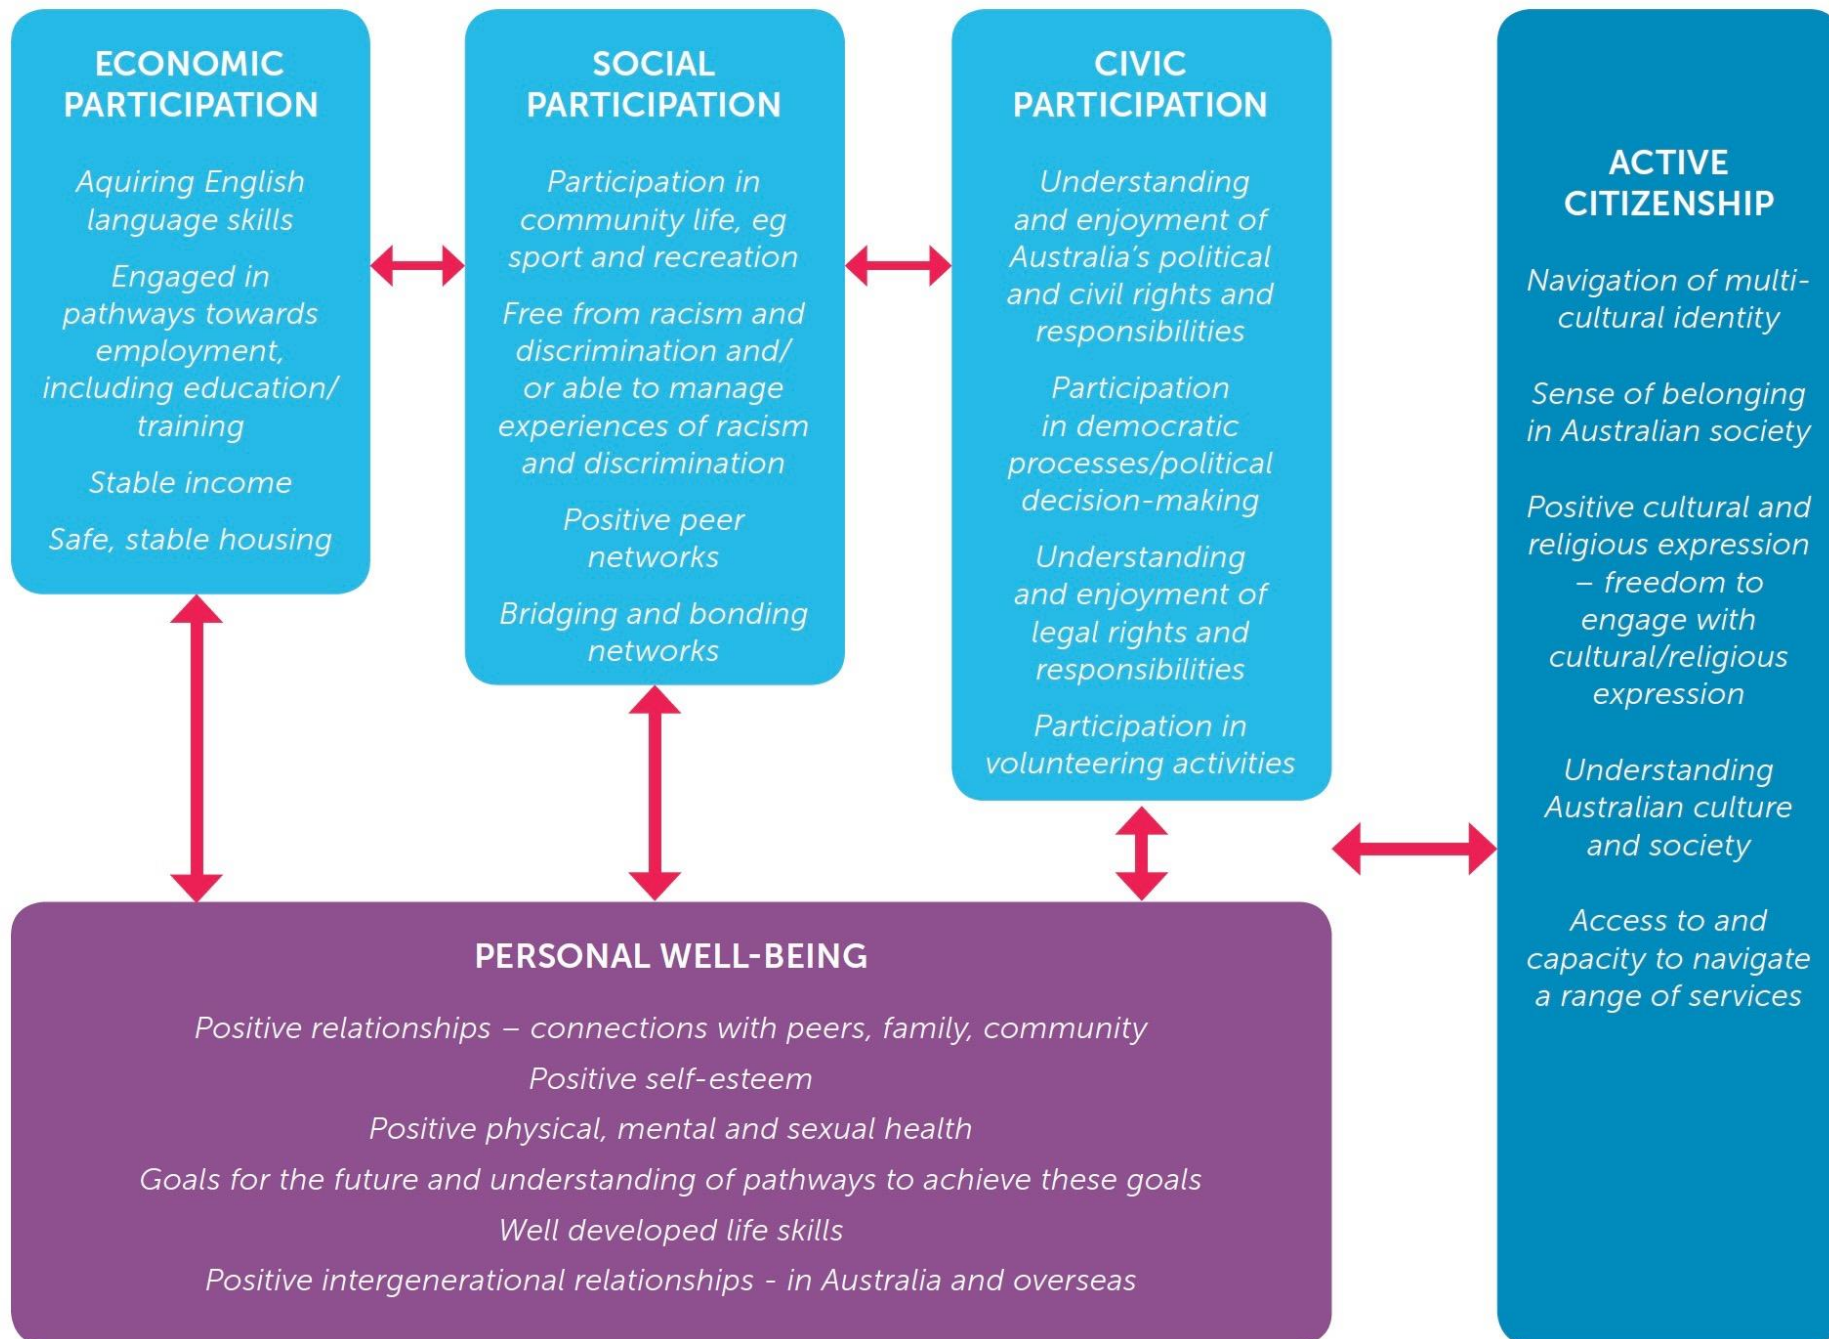 ECONOMIC
PARTICIPATION
Aquiring English
language skills
Engaged in
pathways towards
employment,
including education/
training
Stable income
Safe, stable housing
SOCIAL
PARTICIPATION
Participation in
community life, eg
sport and recreation
Free from racism and
discrimination and/
or able to manage
experiences of racism
and discrimination
Positive peer
networks
Bridging and bonding
networks
CIVIC
PARTICIPATION
Understanding
and enjoyment of
Australia's political
and civil rights and
responsibilities
Participation
in democratic
processes/political
decision-making
Understanding
and enjoyment of
legal rights and
responsibilities
Participation in
volunteering activities
ACTIVE
CITIZENSHIP
Navigation of multi-
cultural identity
Sense of belonging
in Australian society
Positive cultural and
religious expression
– freedom to
engage with
cultural/religious
expression
Understanding
Australian culture
and society
Access to and
capacity to navigate
a range of services
PERSONAL WELL-BEING
Positive relationships – connections with peers, family, community
Positive self-esteem
Positive physical, mental and sexual health
Goals for the future and understanding of pathways to achieve these goals
Well developed life skills
Positive intergenerational relationships - in Australia and overseas